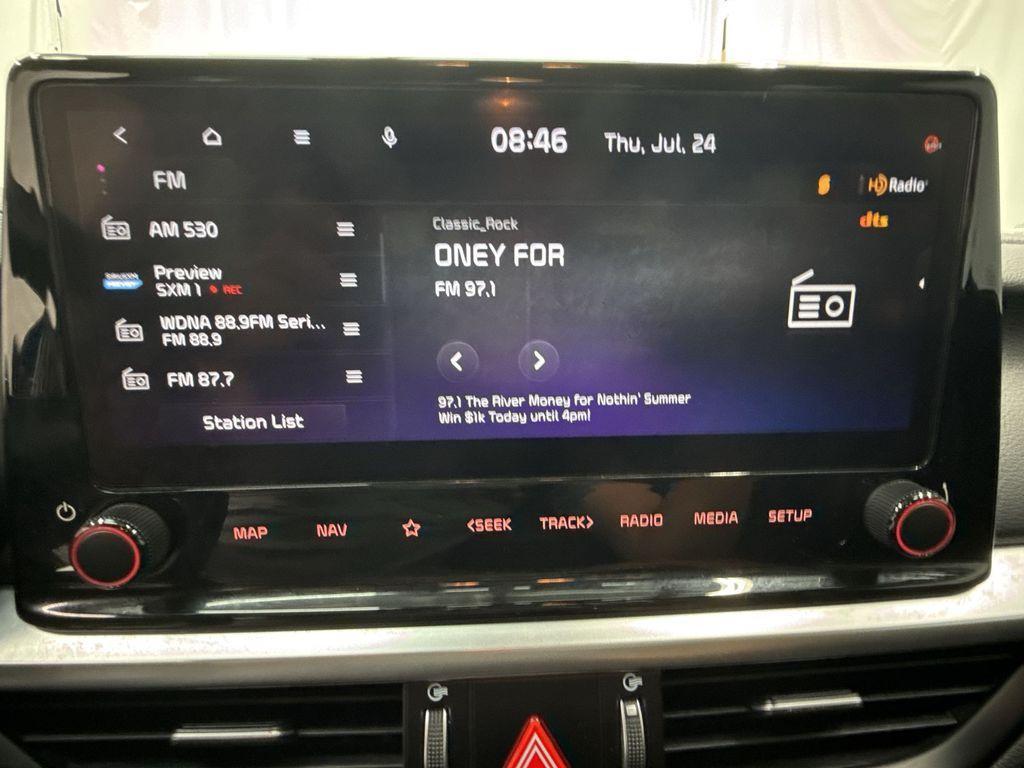 08:46 Thu, Jul, 24
FM
HD Radio
dts
AM 530
Preview
SXM 1 REC
WDNA 88.9FM Seri...
FM 88.9
FM 87.7
Station List
Classic_Rock
ONEY FOR
FM 97.1
97.1 The River Money for Nothin' Summer
Win $1k Today until 4pm!
MAP NAV <SEEK TRACK> RADIO MEDIA SETUP